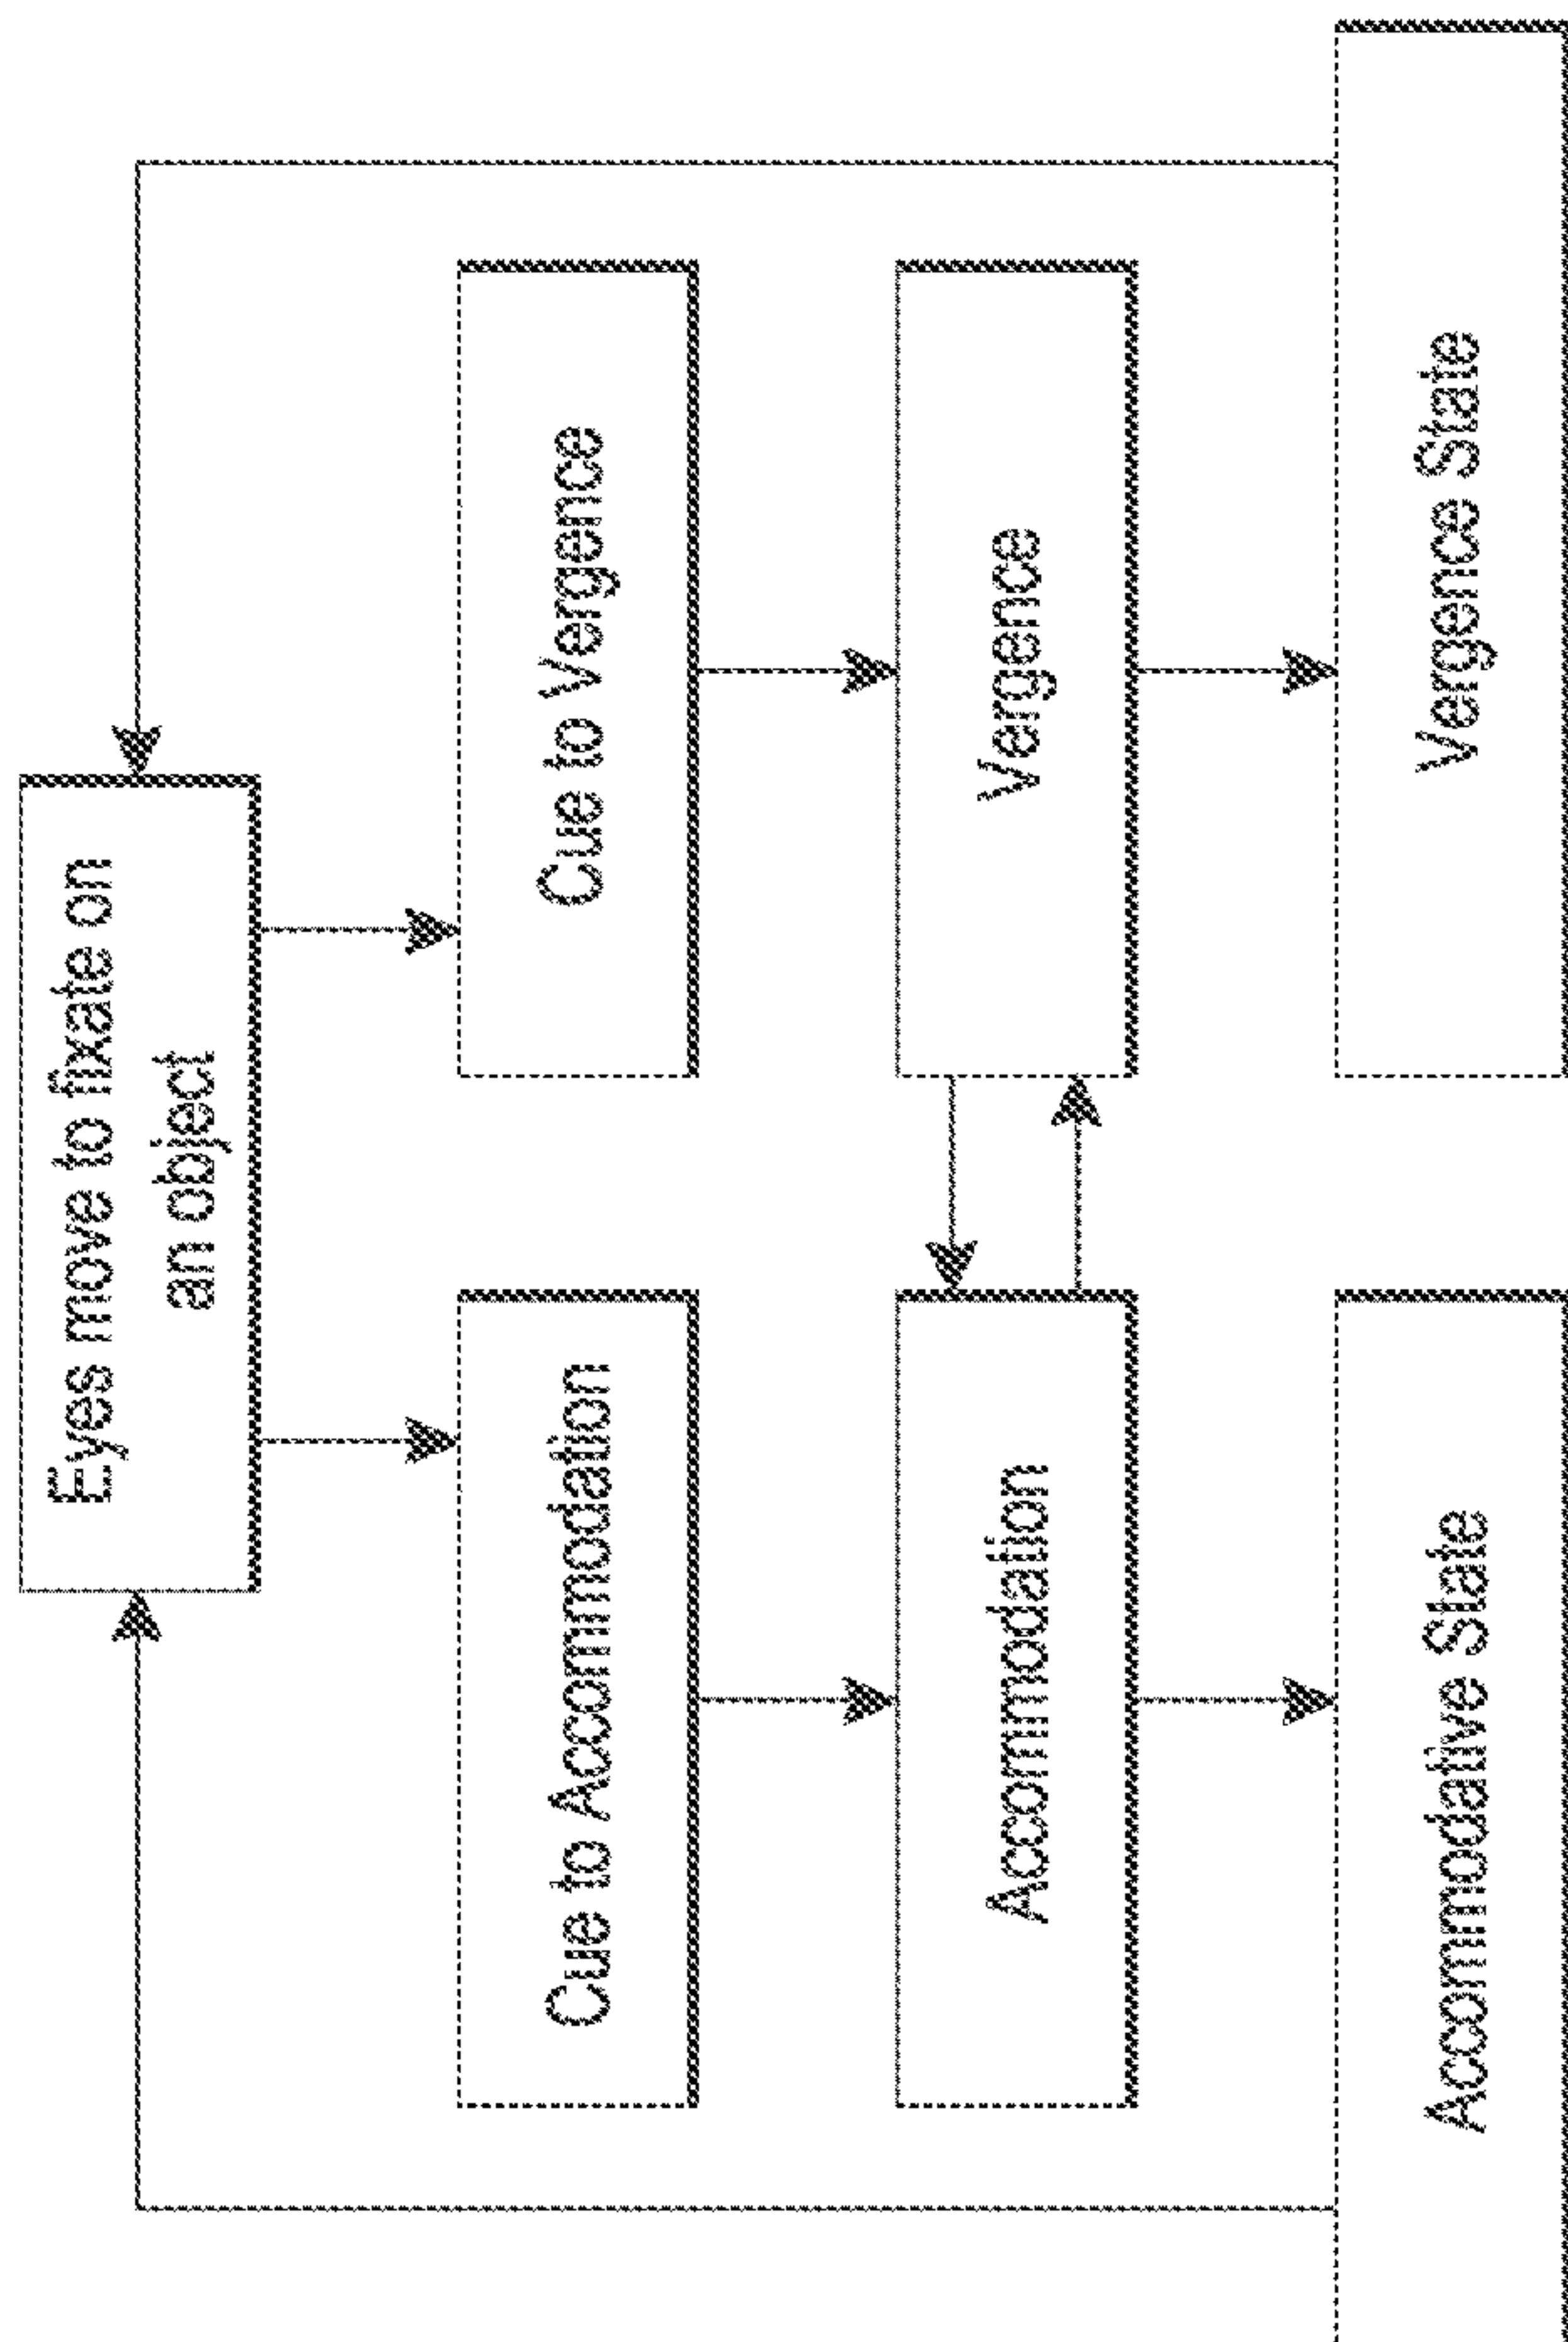 Eyes move to fixate on
an object
Cue to Accommodation
Cue to Vergence
Accommodation
Vergence
Accommodative State
Vergence State